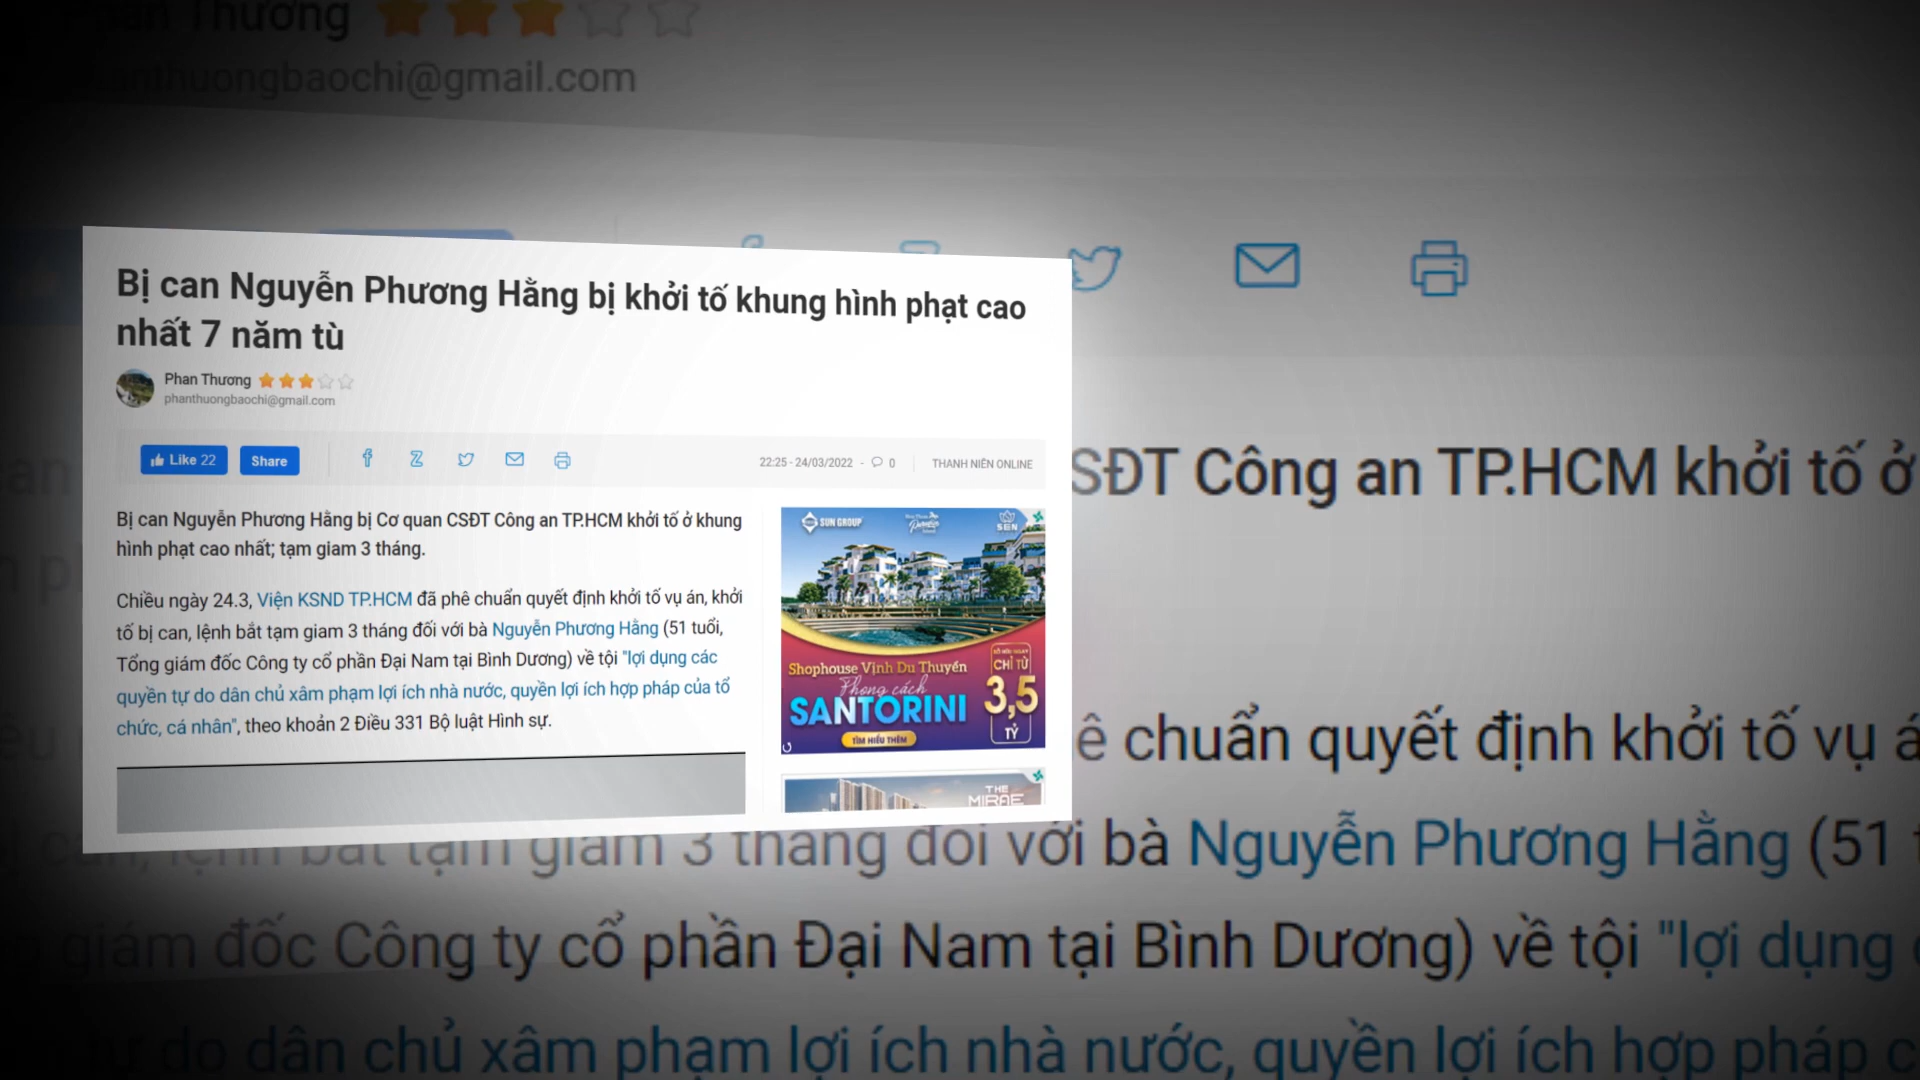 Phan Thương
anthuongbaochi@gmail.com
Bị can Nguyễn Phương Hằng bị khởi tố khung hình phạt cao
nhất 7 năm tù
Phan Thương
phanthuongbaochi@gmail.com
Like 22
Share
22:25 - 24/03/2022 - 0
THANH NIÊN ONLINE
Bị can Nguyễn Phương Hằng bị Cơ quan CSĐT Công an TP.HCM khởi tố ở khung
hình phạt cao nhất; tạm giam 3 tháng.
Chiều ngày 24.3, Viện KSND TP.HCM đã phê chuẩn quyết định khởi tố vụ án, khởi
tố bị can, lệnh bắt tạm giam 3 tháng đối với bà Nguyễn Phương Hằng (51 tuổi,
Tổng giám đốc Công ty cổ phần Đại Nam tại Bình Dương) về tội "lợi dụng các
quyền tự do dân chủ xâm phạm lợi ích nhà nước, quyền lợi ích hợp pháp của tổ
chức, cá nhân", theo khoản 2 Điều 331 Bộ luật Hình sự.
SUN GROUP
SUN
Shophouse Vịnh Du Thuyền
Phong cách
SANTORINI
TÌM HIỂU THÊM
CHỈ TỪ
3,5
TỶ
THE
MIRAE
SĐT Công an TP.HCM khởi tố ở
ê chuẩn quyết định khởi tố vụ á
lệnh bắt tạm giam 3 tháng đối với bà Nguyễn Phương Hằng (51 t
giám đốc Công ty cổ phần Đại Nam tại Bình Dương) về tội "lợi dụng
tự do dân chủ xâm phạm lợi ích nhà nước, quyền lợi ích hợp pháp c